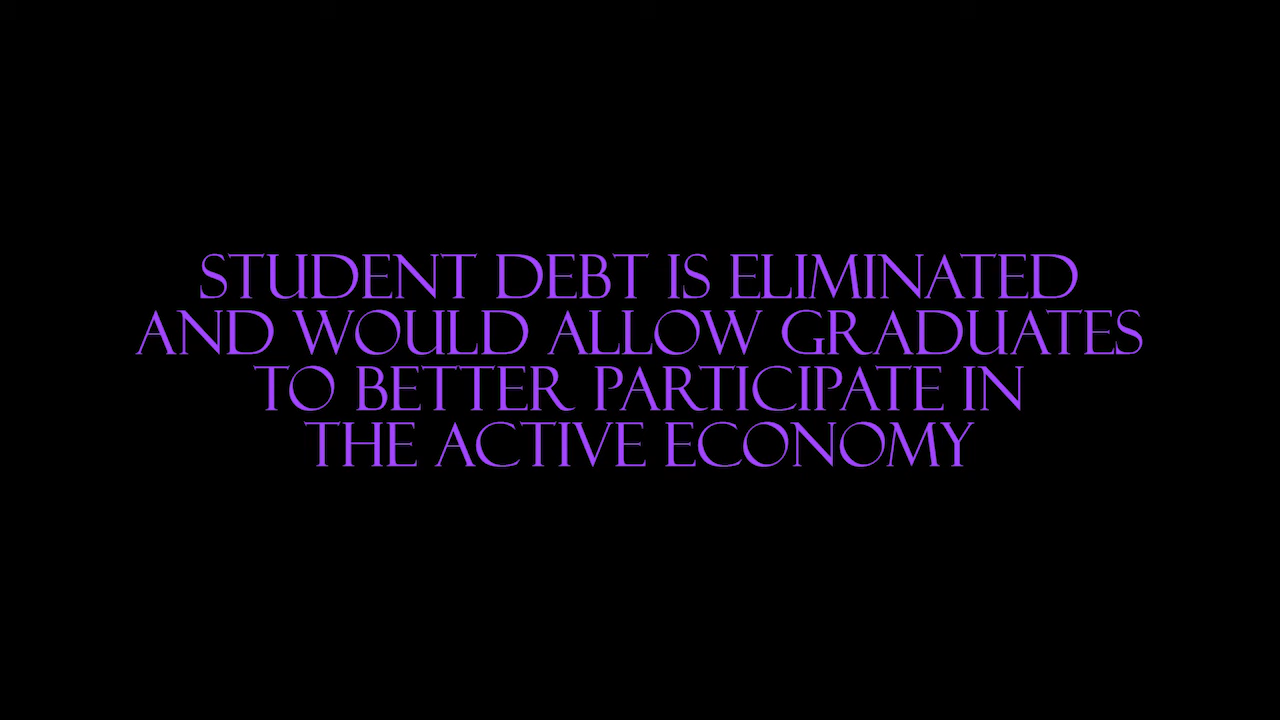 STUDENT DEBT IS ELIMINATED
AND WOULD ALLOW GRADUATES
TO BETTER PARTICIPATE IN
THE ACTIVE ECONOMY